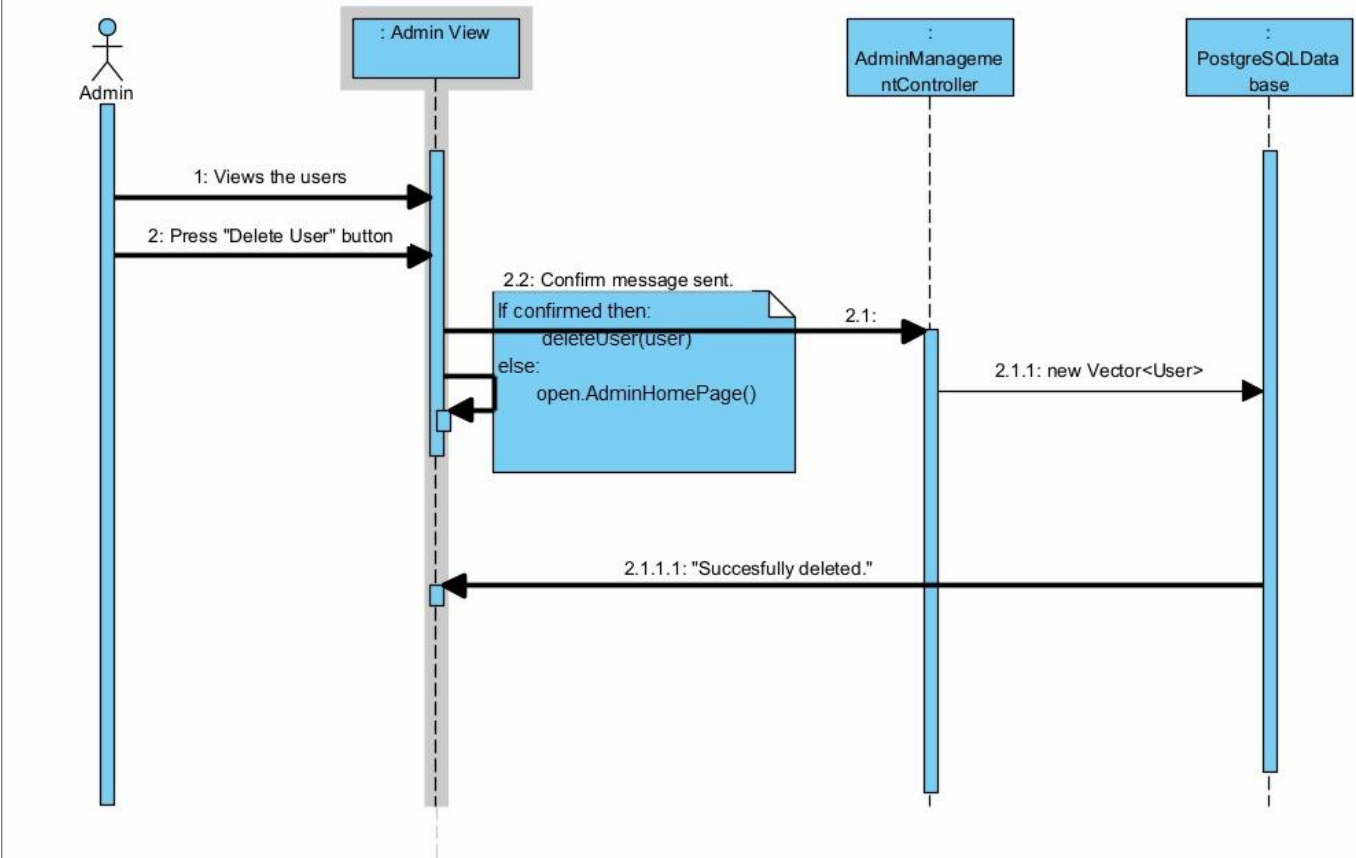 Admin
: Admin View
:
AdminManageme
ntController
:
PostgreSQLData
base
1: Views the users
2: Press "Delete User" button
2.2: Confirm message sent.
If confirmed then:
deleteUser(user)
else:
open.AdminHomePage()
2.1:
2.1.1: new Vector<User>
2.1.1.1: "Succesfully deleted."